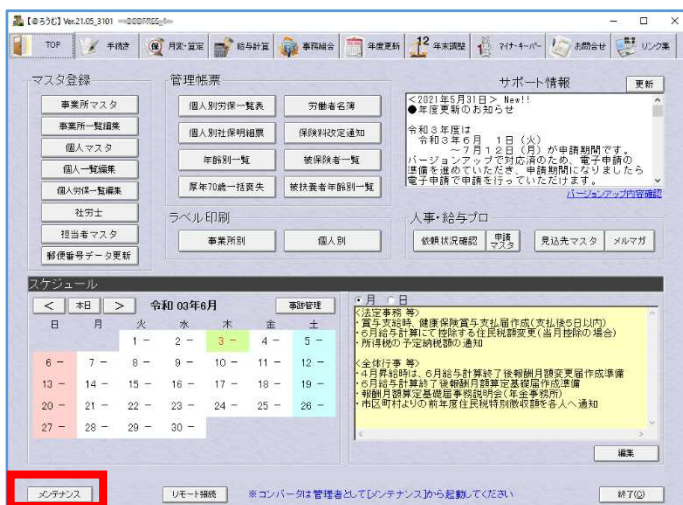 【@ろうむ】Ver.21.05_3101
TOP 手続き 月変・算定 給与計算 事務組合 年度更新 12 年末調整 マイナ・キーパー お問合せ リンク集
マスタ登録
事業所マスタ
事業所一覧編集
個人マスタ
個人一覧編集
個人労保一覧編集
社労士
担当者マスタ
郵便番号データ更新
管理帳票
個人別労保一覧表 労働者名簿
個人別社保明細票 保険料改定通知
年齢別一覧 被保険者一覧
厚年70歳一括喪失 被扶養者年齢別一覧
ラベル印刷
事業所別 個人別
サポート情報 更新
<2021年5月31日> New!!
●年度更新のお知らせ
令和3年度は
令和3年6月 1日(火)
~7月12日(月)が申請期間です。
バージョンアップで対応済のため、電子申請の
準備を進めていただき、申請期間になりましたら
電子申請で申請を行っていただけます。
バージョンアップ内容確認
人事・給与プロ
依頼状況確認 申請マスタ 見込先マスタ メルマガ
スケジュール
< 本日 > 令和 03年6月 事跡管理
日 月 火 水 木 金 土
1 - 2 - 3 - 4 - 5 -
6 - 7 - 8 - 9 - 10 - 11 - 12 -
13 - 14 - 15 - 16 - 17 - 18 - 19 -
20 - 21 - 22 - 23 - 24 - 25 - 26 -
27 - 28 - 29 - 30 -
月 日
<法定事務 等>
・賞与支給時、健康保険賞与支払届作成(支払後5日以内)
・6月給与計算にて控除する住民税額変更(当月控除の場合)
・所得税の予定納税額の通知
<全体行事 等>
・4月昇給時は、6月給与計算終了後報酬月額変更届作成準備
・6月給与計算終了後報酬月額算定基礎届作成準備
・報酬月額算定基礎届事務説明会(年金事務所)
・市区町村よりの前年度住民税特別徴収額を各人へ通知
編集
メンテナンス リモート接続 ※コンバータは管理者として[メンテナンス]から起動してください 終了(O)